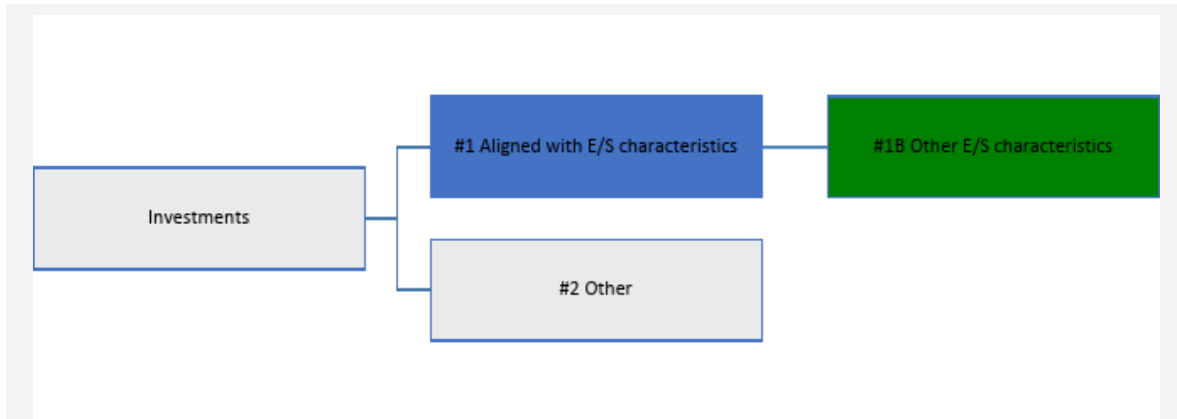 #1 Aligned with E/S characteristics
#1B Other E/S characteristics
Investments
#2 Other